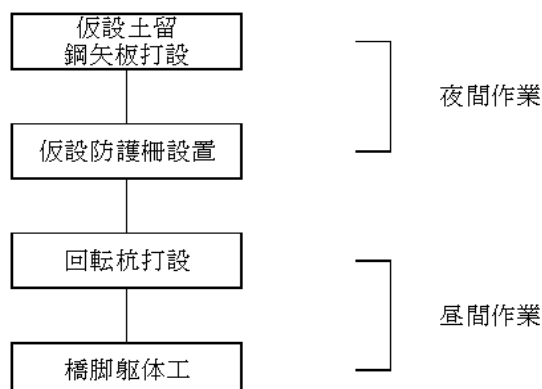 仮設土留
鋼矢板打設
夜間作業
仮設防護柵設置
回転杭打設
昼間作業
橋脚躯体工